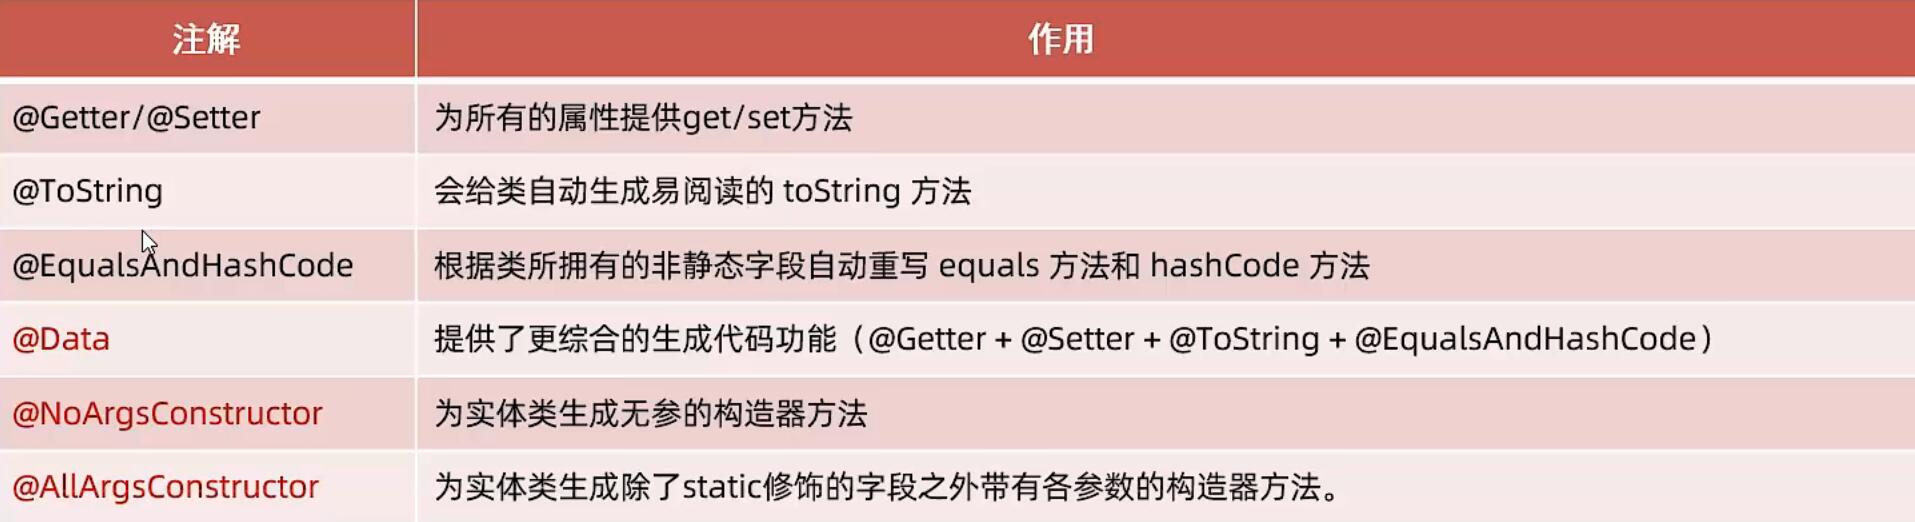 注解 作用
@Getter/@Setter 为所有的属性提供get/set方法
@ToString 会给类自动生成易阅读的 toString 方法
@EqualsAndHashCode 根据类所拥有的非静态字段自动重写 equals 方法和 hashCode 方法
@Data 提供了更综合的生成代码功能（@Getter + @Setter + @ToString + @EqualsAndHashCode）
@NoArgsConstructor 为实体类生成无参的构造器方法
@AllArgsConstructor 为实体类生成除了static修饰的字段之外带有各参数的构造器方法。